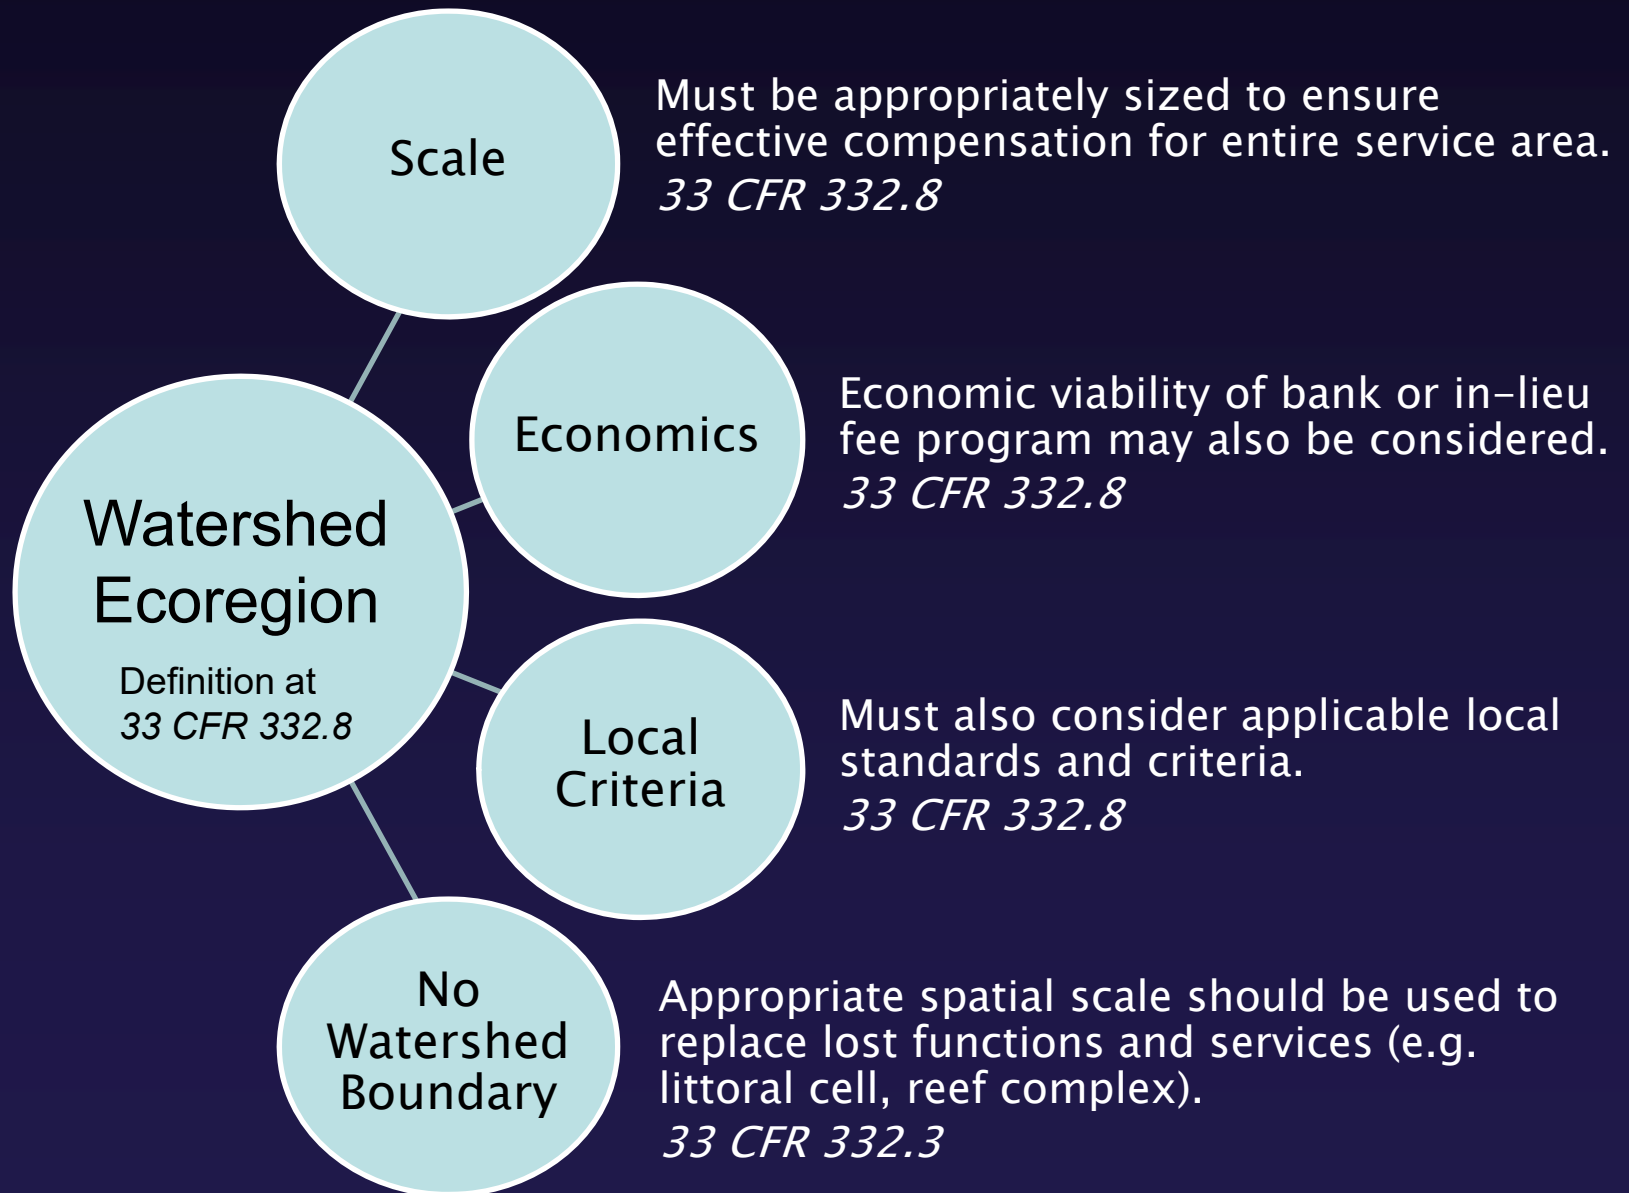 Scale
Must be appropriately sized to ensure
effective compensation for entire service area.
33 CFR 332.8
Economics
Economic viability of bank or in-lieu
fee program may also be considered.
33 CFR 332.8
Watershed
Ecoregion
Definition at
33 CFR 332.8
Local
Criteria
Must also consider applicable local
standards and criteria.
33 CFR 332.8
No
Watershed
Boundary
Appropriate spatial scale should be used to
replace lost functions and services (e.g.
littoral cell, reef complex).
33 CFR 332.3